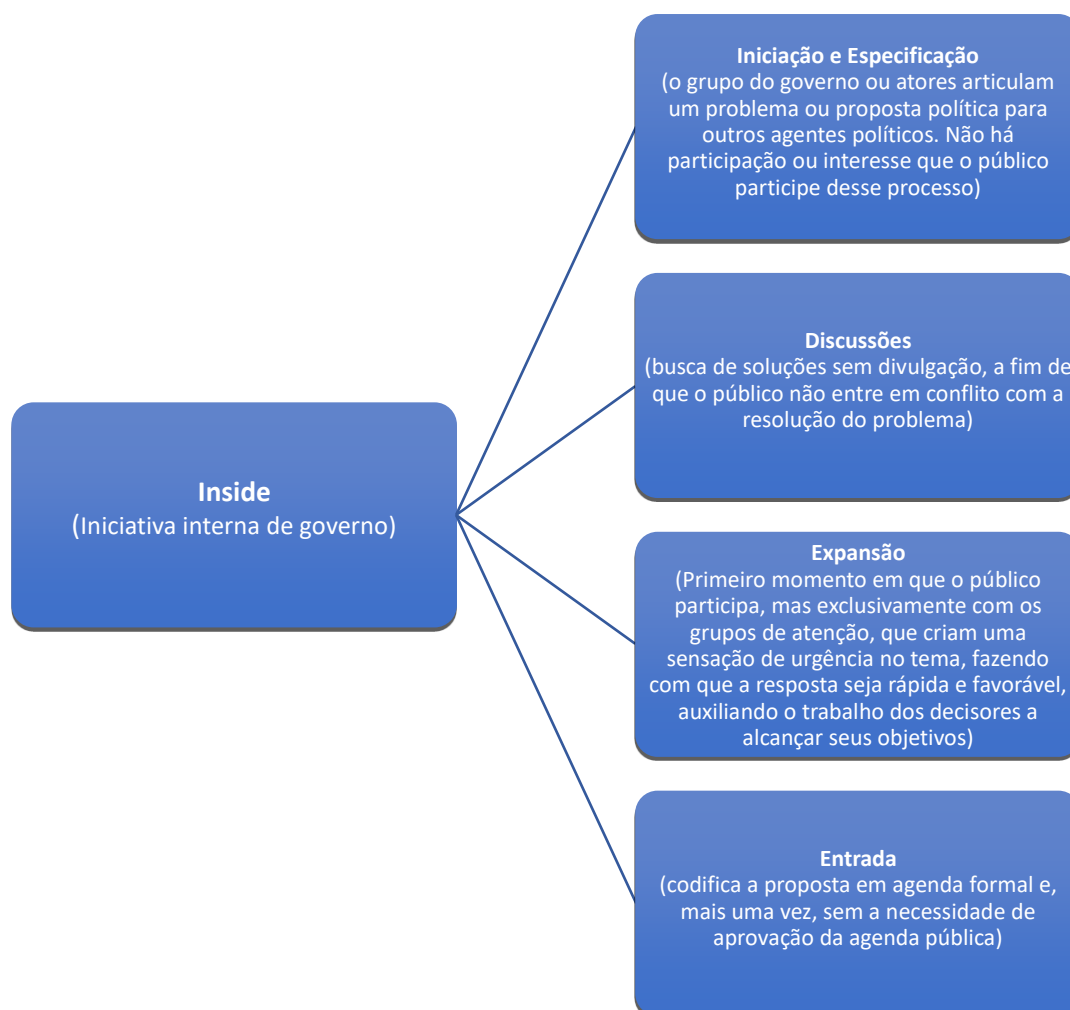 Iniciação e Especificação
(o grupo do governo ou atores articulam
um problema ou proposta política para
outros agentes políticos. Não há
participação ou interesse que o público
participe desse processo)
Discussões
(busca de soluções sem divulgação, a fim de
que o público não entre em conflito com a
resolução do problema)
Inside
(Iniciativa interna de governo)
Expansão
(Primeiro momento em que o público
participa, mas exclusivamente com os
grupos de atenção, que criam uma
sensação de urgência no tema, fazendo
com que a resposta seja rápida e favorável,
auxiliando o trabalho dos decisores a
alcançar seus objetivos)
Entrada
(codifica a proposta em agenda formal e,
mais uma vez, sem a necessidade de
aprovação da agenda pública)